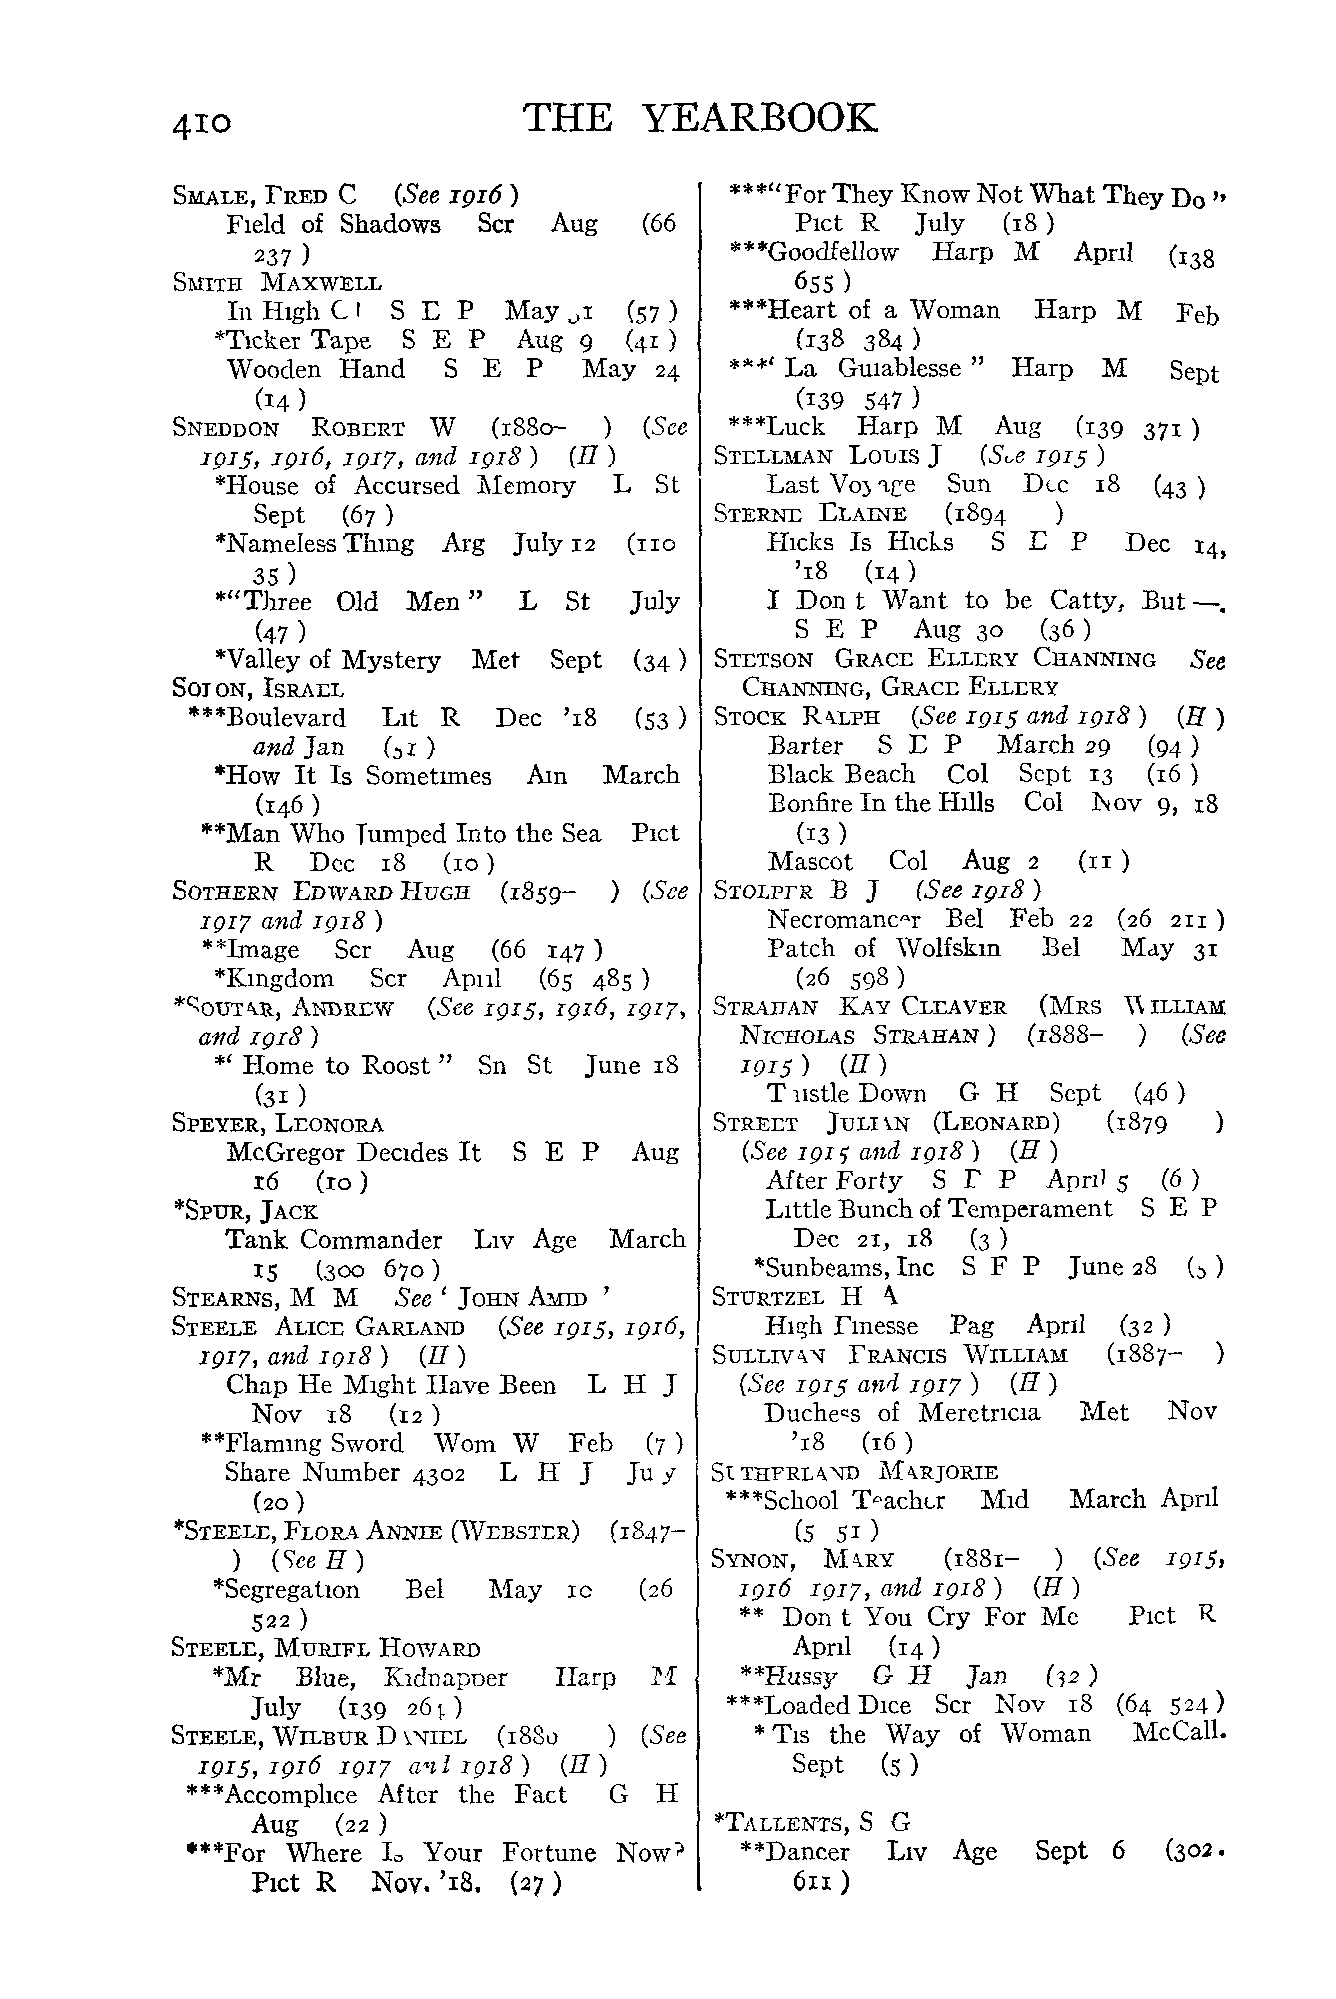 410 THE YEARBOOK
SMALE, FRED C (See 1916 )
Field of Shadows Scr Aug (66
237 )
SMITH MAXWELL
In High S E P May (57 )
*Ticker Tape S E P Aug 9 (41 )
Wooden Hand S E P May 24
(14 )
SNEDDON ROBERT W (1880– ) (See
1915, 1916, 1917, and 1918 ) (H )
*House of Accursed Memory L St
Sept (67 )
*Nameless Thing Arg July 12 (110
35 )
*“Three Old Men ” L St July
(47 )
*Valley of Mystery Met Sept (34 )
SOLON, ISRAEL
***Boulevard Lit R Dec ’18 (53 )
and Jan (51 )
*How It Is Sometimes Ain March
(146 )
**Man Who Jumped Into the Sea Pict
R Dec 18 (10 )
SOTHERN EDWARD HUGH (1859– ) (See
1917 and 1918 )
**Image Scr Aug (66 147 )
*Kingdom Scr April (65 485 )
*SOUTAR, ANDREW (See 1915, 1916, 1917,
and 1918 )
*‘ Home to Roost ” Sn St June 18
(31 )
SPEYER, LEONORA
McGregor Decides It S E P Aug
16 (10 )
*SPUR, JACK
Tank Commander Liv Age March
15 (300 670 )
STEARNS, M M See ‘ JOHN AMID ’
STEELE ALICE GARLAND (See 1915, 1916,
1917, and 1918 ) (H )
Chap He Might Have Been L H J
Nov 18 (12 )
**Flaming Sword Wom W Feb (7 )
Share Number 4302 L H J Ju y
(20 )
*STEELE, FLORA ANNIE (WEBSTER) (1847–
) (See H )
*Segregation Bel May 10 (26
522 )
STEELE, MURIEL HOWARD
*Mr Blue, Kidnapper Harp M
July (139 264 )
STEELE, WILBUR DANIEL (1886 ) (See
1915, 1916 1917 and 1918 ) (H )
***Accomplice After the Fact G H
Aug (22 )
***For Where Is Your Fortune Now?
Pict R Nov. ’18. (27 )
***“For They Know Not What They Do ”
Pict R July (18 )
***Goodfellow Harp M April (138
655 )
***Heart of a Woman Harp M Feb
(138 384 )
***‘ La Guiablesse ” Harp M Sept
(139 547 )
***Luck Harp M Aug (139 371 )
STELLMAN LOUIS J (See 1915 )
Last Voyage Sun Dec 18 (43 )
STERNE ELAINE (1894 )
Hicks Is Hicks S E P Dec 14,
’18 (14 )
I Don t Want to be Catty, But —.
S E P Aug 30 (36 )
STETSON GRACE ELLERY CHANNING See
CHANNING, GRACE ELLERY
STOCK RALPH (See 1915 and 1918 ) (H )
Barter S E P March 29 (94 )
Black Beach Col Sept 13 (16 )
Bonfire In the Hills Col Nov 9, 18
(13 )
Mascot Col Aug 2 (11 )
STOLPER B J (See 1918 )
Necromancer Bel Feb 22 (26 211 )
Patch of Wolfskin Bel May 31
(26 598 )
STRAHAN KAY CLEAVER (MRS WILLIAM
NICHOLAS STRAHAN ) (1888– ) (See
1915 ) (H )
Down G H Sept (46 )
STREET JULIAN (LEONARD) (1879 )
(See 1915 and 1918 ) (H )
After Forty S E P April 5 (6 )
Little Bunch of Temperament S E P
Dec 21, 18 (3 )
*Sunbeams, Inc S E P June 28 (5 )
STURTZEL H A
High Finesse Pag April (32 )
SULLIVAN FRANCIS WILLIAM (1887– )
(See 1915 and 1917 ) (H )
Duchess of Meretricia Met Nov
’18 (16 )
SUTHERLAND MARJORIE
***School Teacher Mid March April
(5 51 )
SYNON, MARY (1881– ) (See 1915,
1916 1917, and 1918 ) (H )
** Don t You Cry For Me Pict R
April (14 )
**Hussy G H Jan (32 )
***Loaded Dice Scr Nov 18 (64 524 )
* Tis the Way of Woman McCall.
Sept (5 )
*TALLENTS, S G
**Dancer Liv Age Sept 6 (302.
611 )